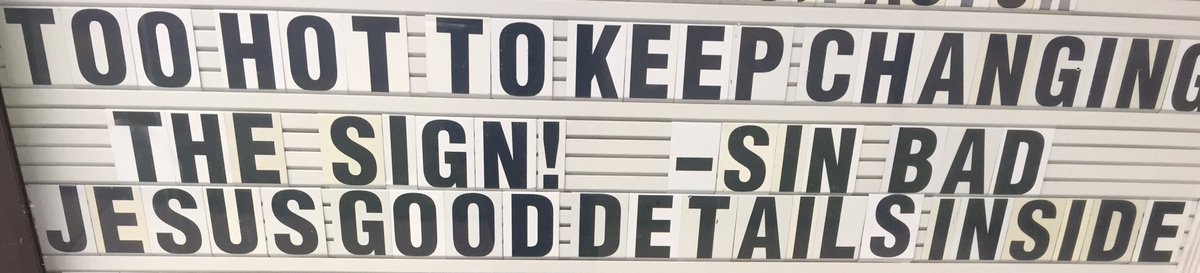 TOO HOT TO KEEP CHANGING
THE SIGN! -SIN BAD
JESUS GOOD DETAILS INSIDE